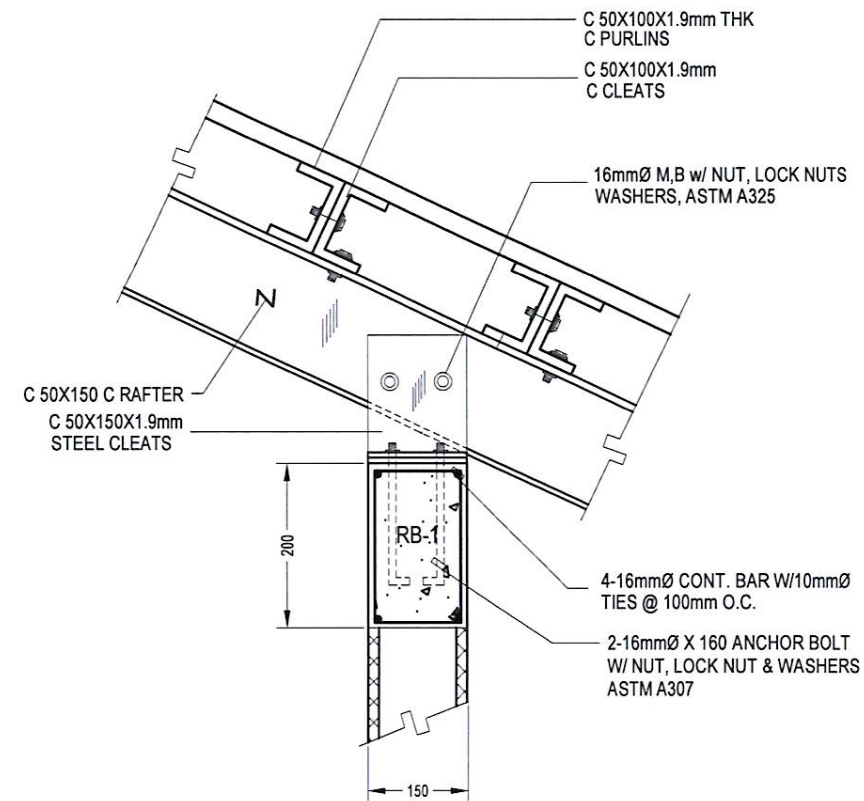 C 50X100X1.9mm THK
C PURLINS
C 50X100X1.9mm
C CLEATS
16mmØ M,B w/ NUT, LOCK NUTS
WASHERS, ASTM A325
N
C 50X150 C RAFTER
C 50X150X1.9mm
STEEL CLEATS
200
RB-1
4-16mmØ CONT. BAR W/10mmØ
TIES @ 100mm O.C.
2-16mmØ X 160 ANCHOR BOLT
W/ NUT, LOCK NUT & WASHERS
ASTM A307
150